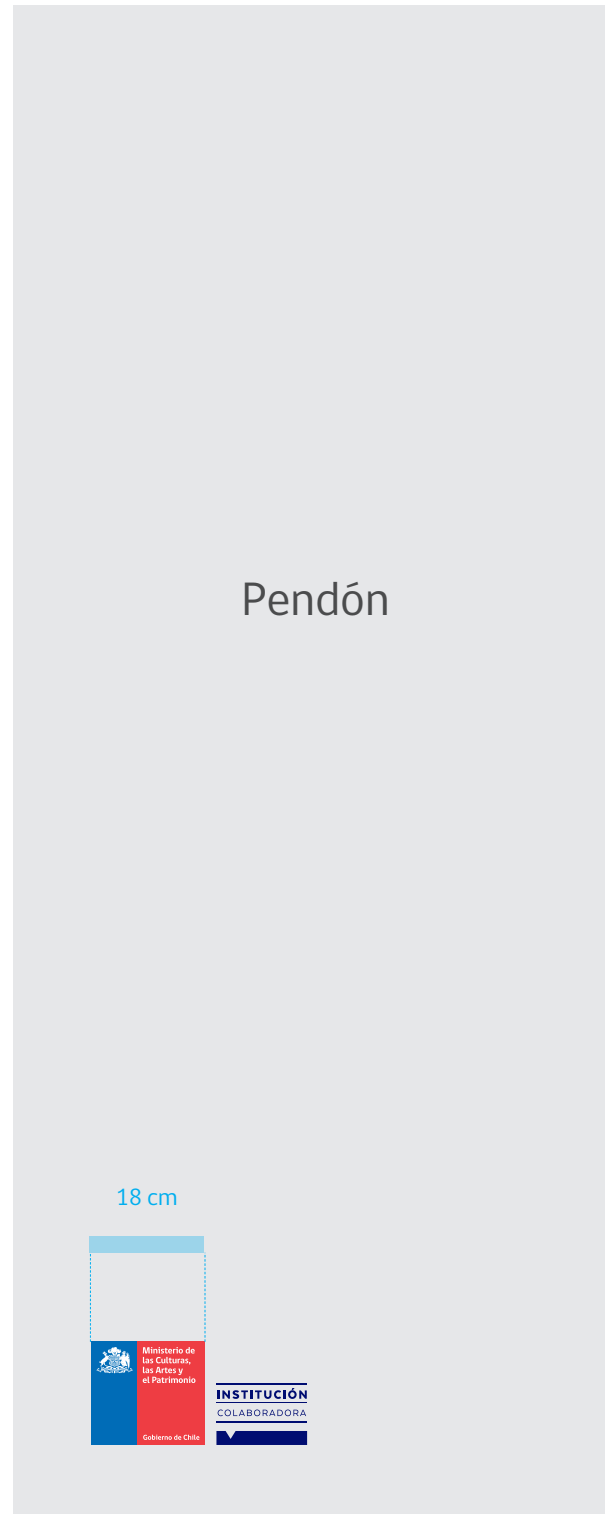 Pendón
18 cm
Ministerio de
las Culturas,
las Artes y
el Patrimonio
Gobierno de Chile
INSTITUCIÓN
COLABORADORA